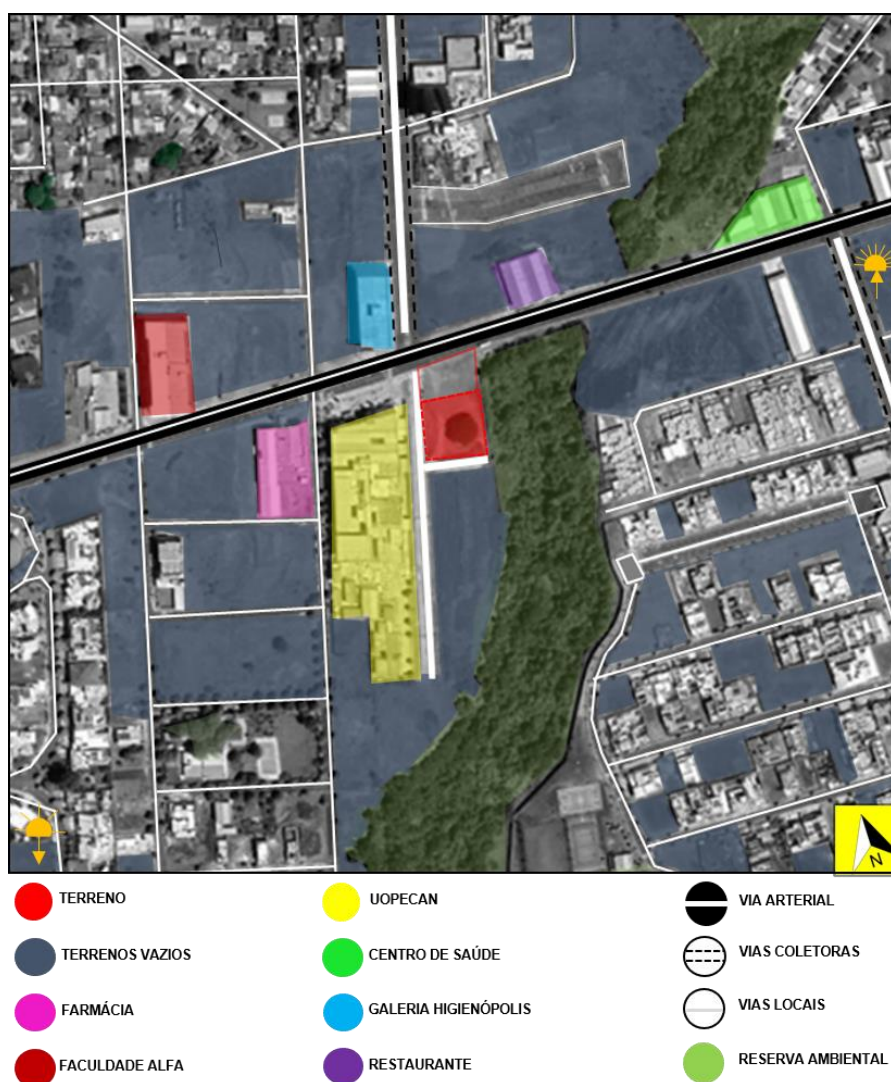 N
TERRENO
UOPECAN
VIA ARTERIAL
TERRENOS VAZIOS
CENTRO DE SAÚDE
VIAS COLETORAS
FARMÁCIA
GALERIA HIGIENÓPOLIS
VIAS LOCAIS
FACULDADE ALFA
RESTAURANTE
RESERVA AMBIENTAL